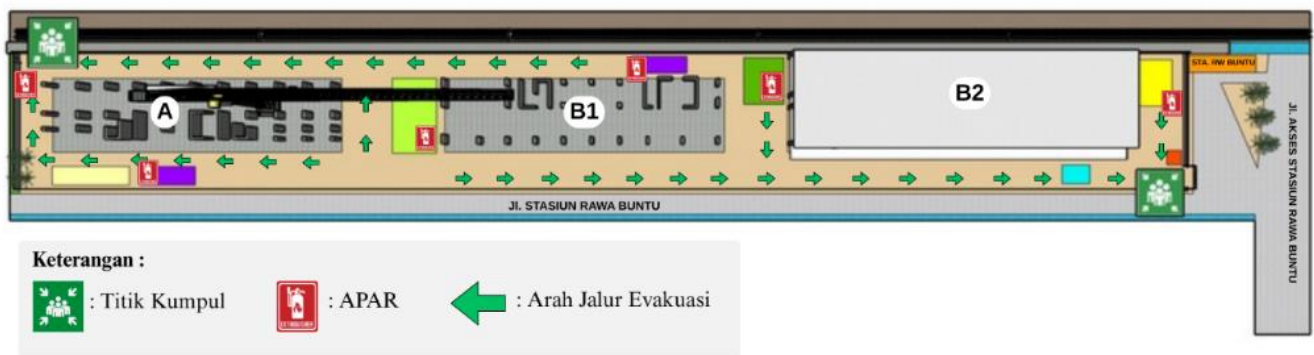 STA. RW BUNTU
A
B1
B2
JL. AKSES STASIUN RAWA BUNTU
Jl. STASIUN RAWA BUNTU
Keterangan :
: Titik Kumpul
: APAR
: Arah Jalur Evakuasi